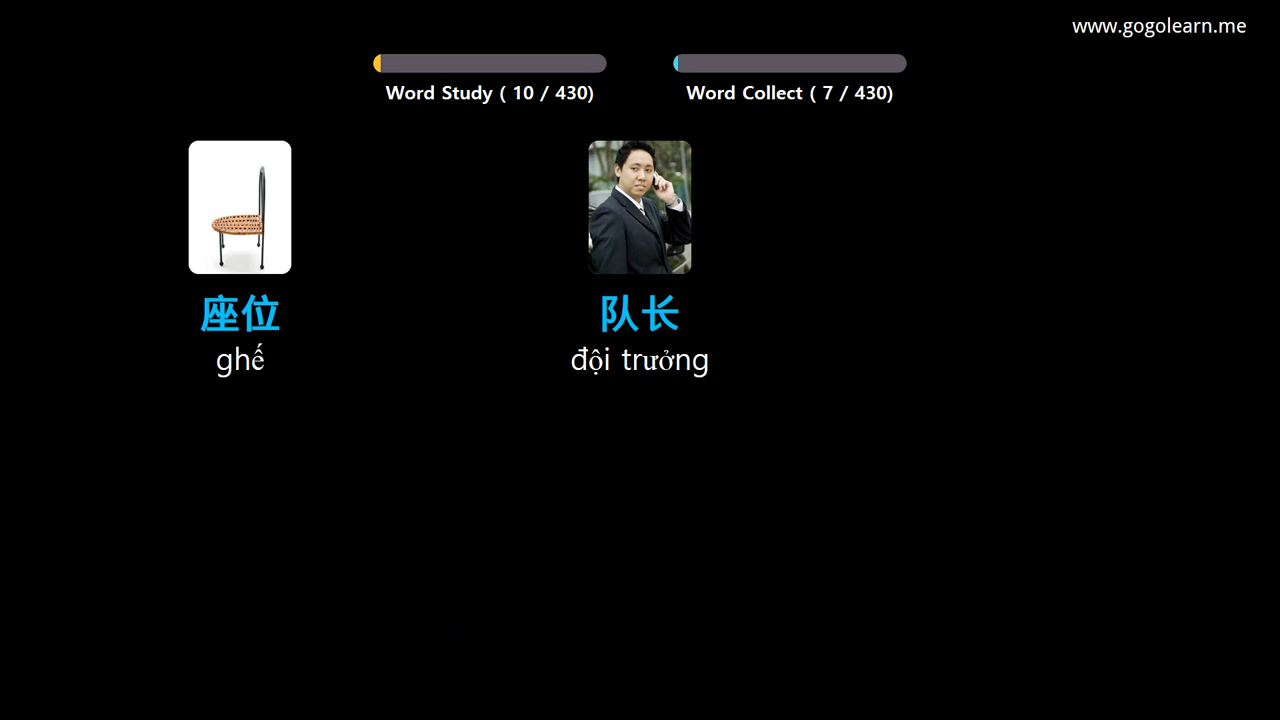 www.gogolearn.me
Word Study ( 10 / 430)
Word Collect ( 7 / 430)
座位
ghế
队长
đội trưởng